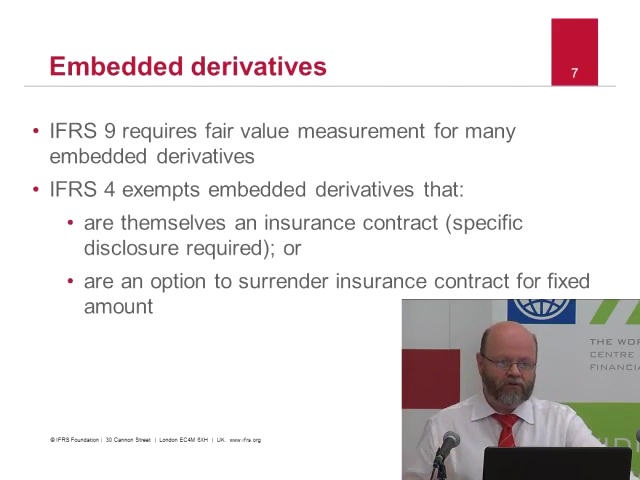 7
Embedded derivatives
• IFRS 9 requires fair value measurement for many
embedded derivatives
• IFRS 4 exempts embedded derivatives that:
• are themselves an insurance contract (specific
disclosure required); or
• are an option to surrender insurance contract for fixed
amount
THE WOR
CENTRE
FINANCIA
© IFRS Foundation | 30 Cannon Street | London EC4M 6XH | UK. www.ifrs.org